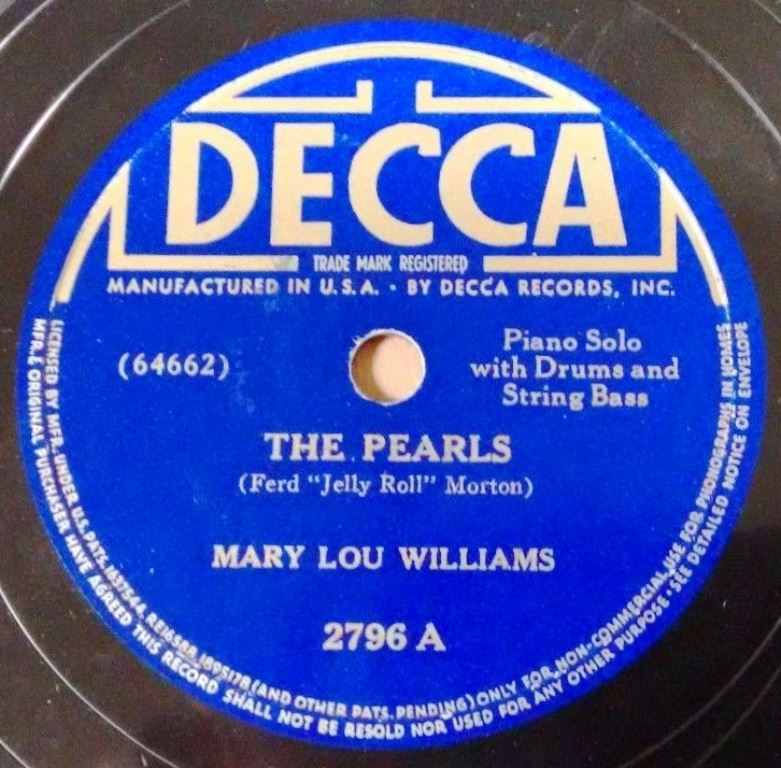 DECCA
TRADE MARK REGISTERED
MANUFACTURED IN U.S.A. · BY DECCA RECORDS, INC.
(64662)
Piano Solo
with Drums and
String Bass
THE PEARLS
(Ferd "Jelly Roll" Morton)
MARY LOU WILLIAMS
2796 A
LICENSED BY MFR. UNDER U.S. PATS. 1637544, RE16588, 1895178 (AND OTHER PATS. PENDING) ONLY FOR NON-COMMERCIAL USE FOR PHONOGRAPHS IN HOMES
MFR. & ORIGINAL PURCHASER HAVE AGREED THIS RECORD SHALL NOT BE RESOLD NOR USED FOR ANY OTHER PURPOSE · SEE DETAILED NOTICE ON ENVELOPE